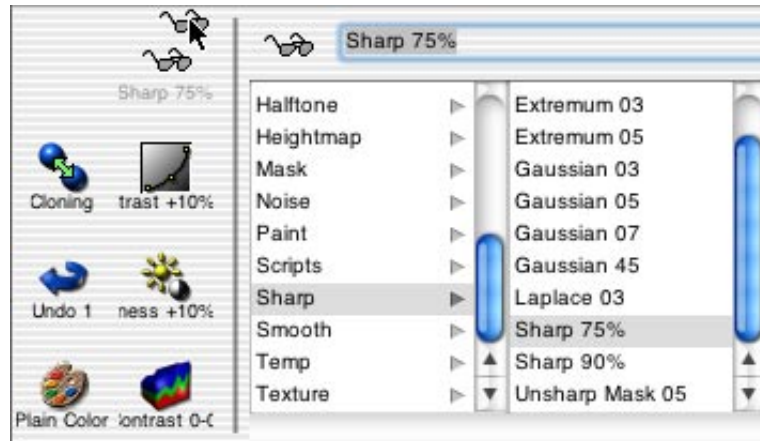 Sharp 75%
Sharp 75%
Cloning
trast +10%
Undo 1
ness +10%
Plain Color
ontrast 0-
Halftone
Heightmap
Mask
Noise
Paint
Scripts
Sharp
Smooth
Temp
Texture
Extremum 03
Extremum 05
Gaussian 03
Gaussian 05
Gaussian 07
Gaussian 45
Laplace 03
Sharp 75%
Sharp 90%
Unsharp Mask 05